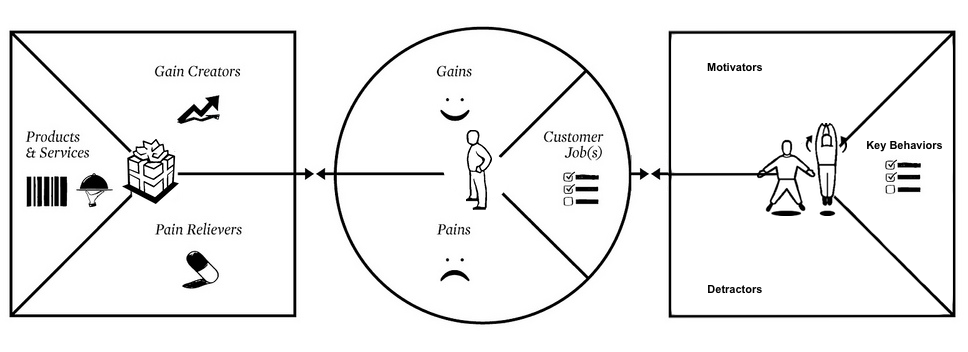 Gain Creators
Products
& Services
Pain Relievers
Gains
Customer
Job(s)
Pains
Motivators
Key Behaviors
Detractors